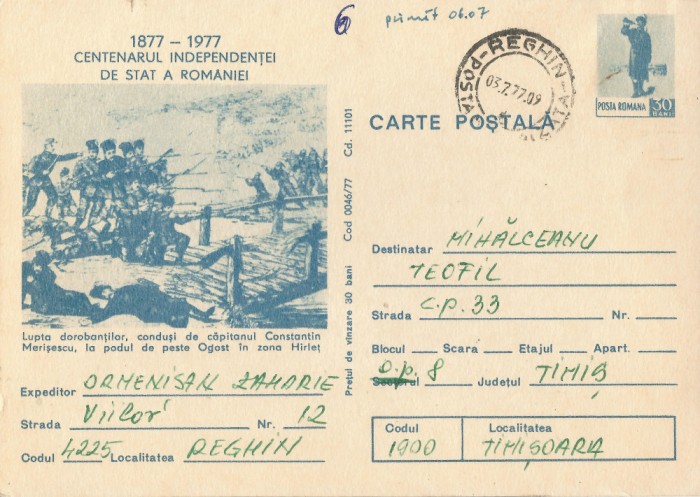 1877 – 1977
CENTENARUL INDEPENDENȚEI
DE STAT A ROMÂNIEI
Lupta dorobanților, conduși de căpitanul Constantin
Merișescu, la podul de peste Ogost în zona Hîrleț
Expeditor ORMENISAN ZAHARIE
Strada Viilor Nr. 12
Codul 4225 Localitatea REGHIN
Prețul de vînzare 30 bani Cod 0046/77 Cd. 11101
6 primit 06.07
REGHIN
POSTA
03.7.77.09
POSTA ROMANA 30 BANI
CARTE POȘTALĂ
Destinatar MIHĂLCEANU
TEOFIL
Strada C.P. 33 Nr.
Blocul Scara Etajul Apart.
O.p. 8 Județul TIMIȘ
Codul Localitatea
1900 TIMIȘOARA